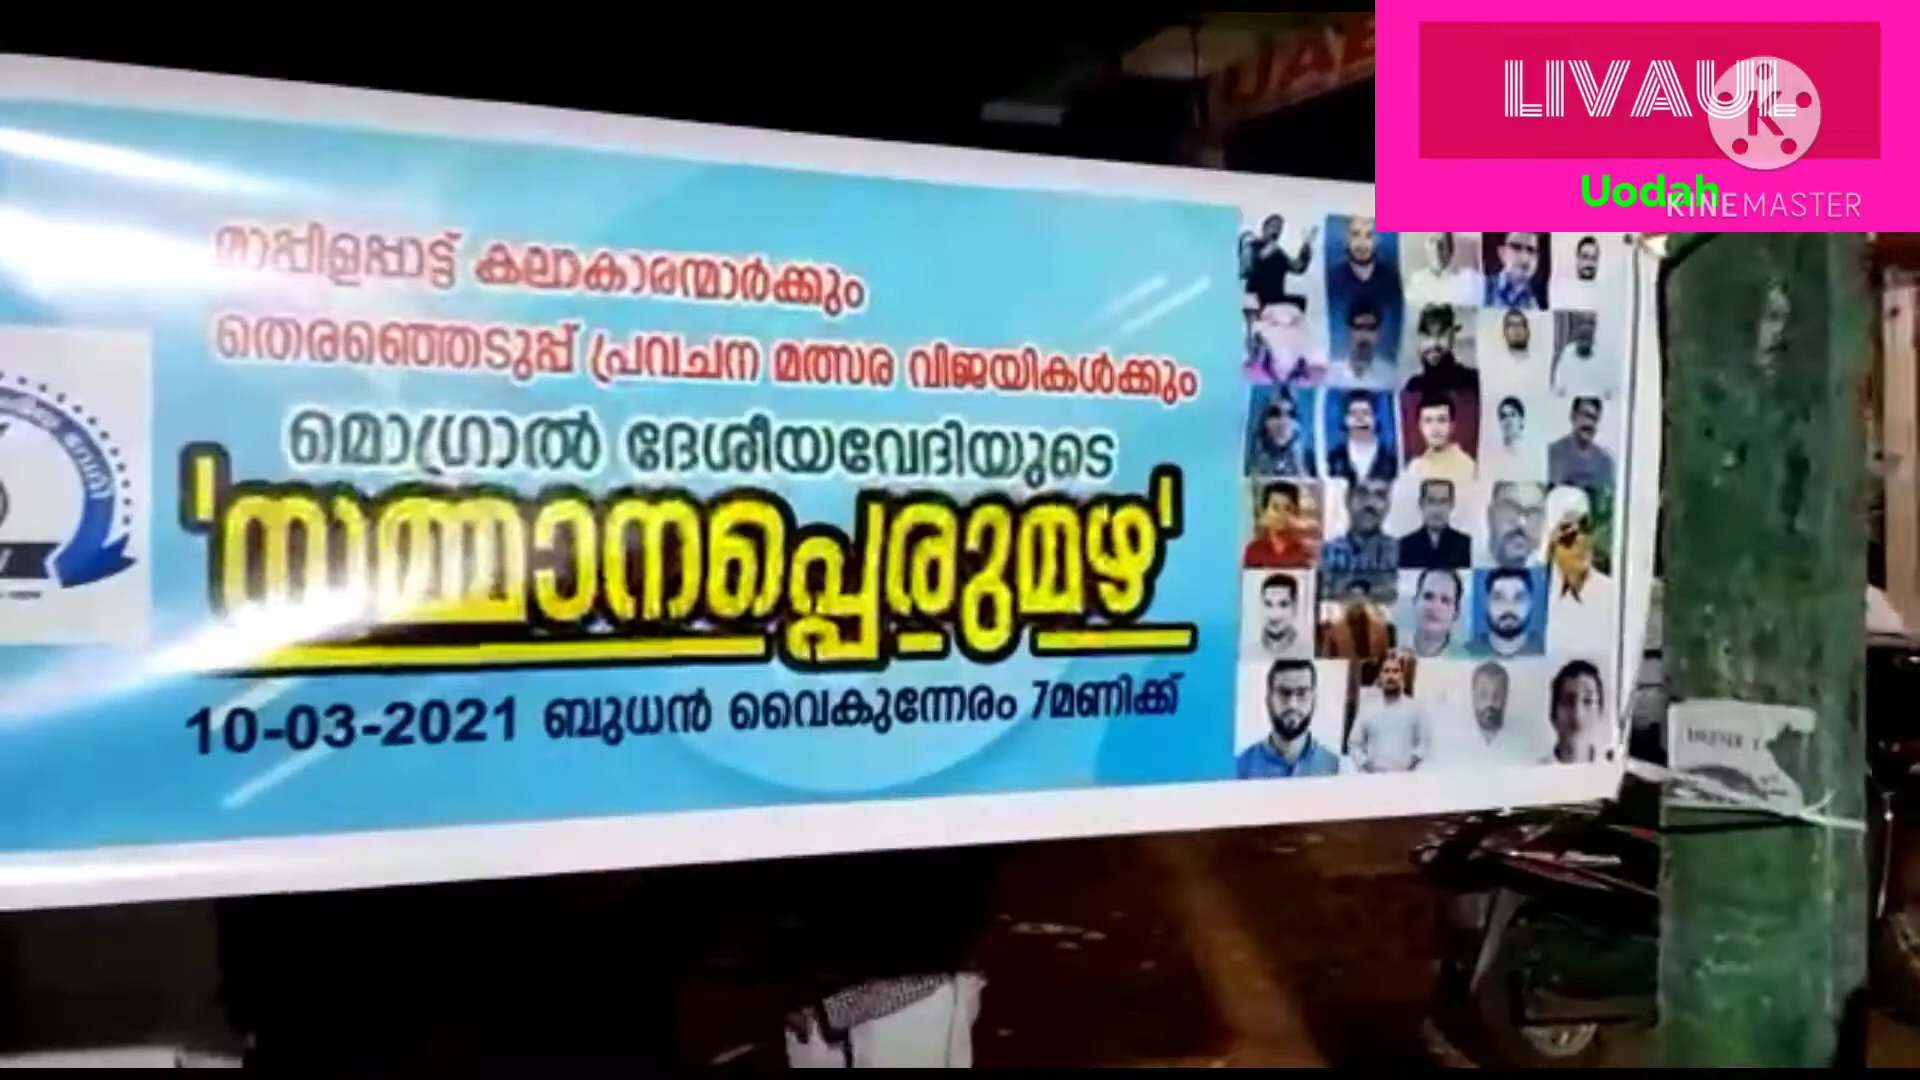 LIVAUL
Uodah
KINEMASTER
മാപ്പിളപ്പാട്ട് കലാകാരന്മാർക്കും
തെരഞ്ഞെടുപ്പ് പ്രവചന മത്സര വിജയികൾക്കും
മൊഗ്രാൽ ദേശീയവേദിയുടെ
'സമ്മാനപ്പെരുമഴ'
10-03-2021 ബുധൻ വൈകുന്നേരം 7മണിക്ക്